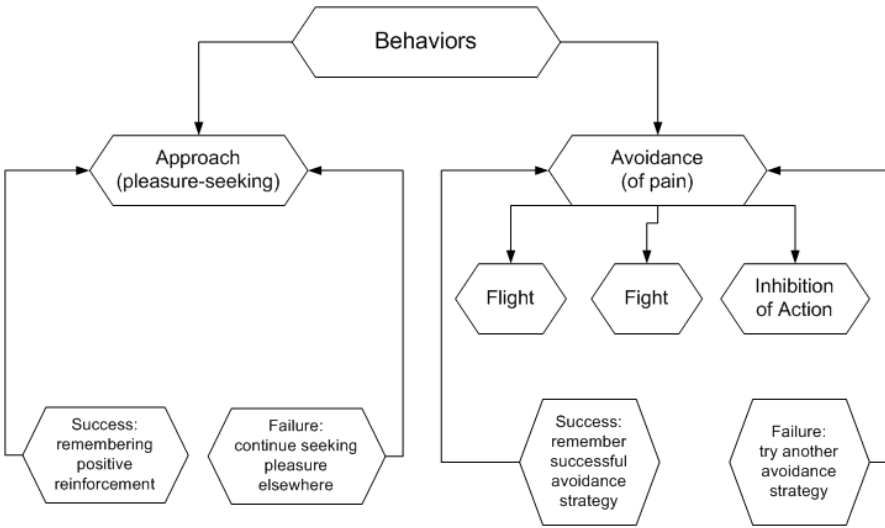 Behaviors
Approach
(pleasure-seeking)
Avoidance
(of pain)
Flight
Fight
Inhibition
of Action
Success:
remembering
positive
reinforcement
Failure:
continue seeking
pleasure
elsewhere
Success:
remember
successful
avoidance
strategy
Failure:
try another
avoidance
strategy